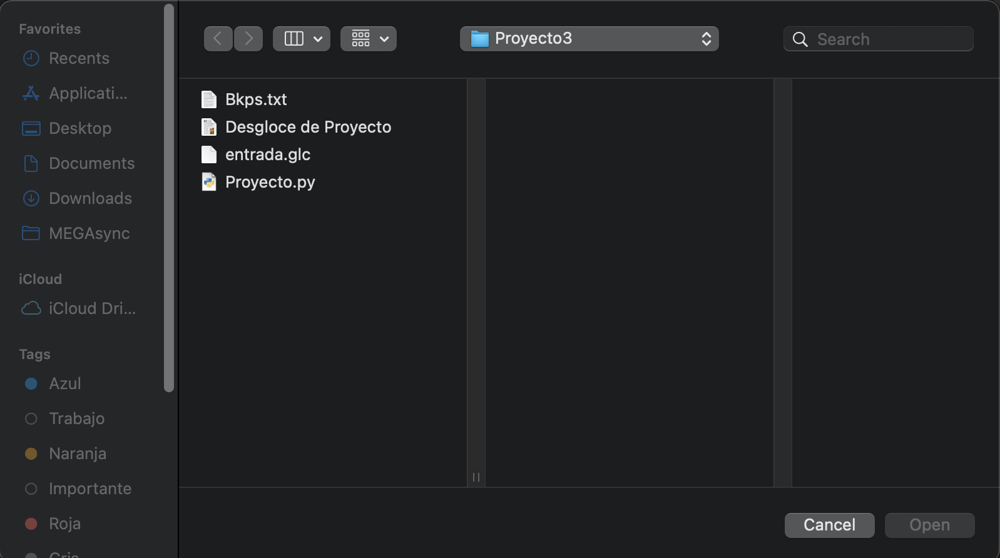 Favorites
Recents
Applicati...
Desktop
Documents
Downloads
MEGAsync
iCloud
iCloud Dri...
Tags
Azul
Trabajo
Naranja
Importante
Roja
Gris
Proyecto3
Search
Bkps.txt
Desgloce de Proyecto
entrada.glc
Proyecto.py
Cancel
Open